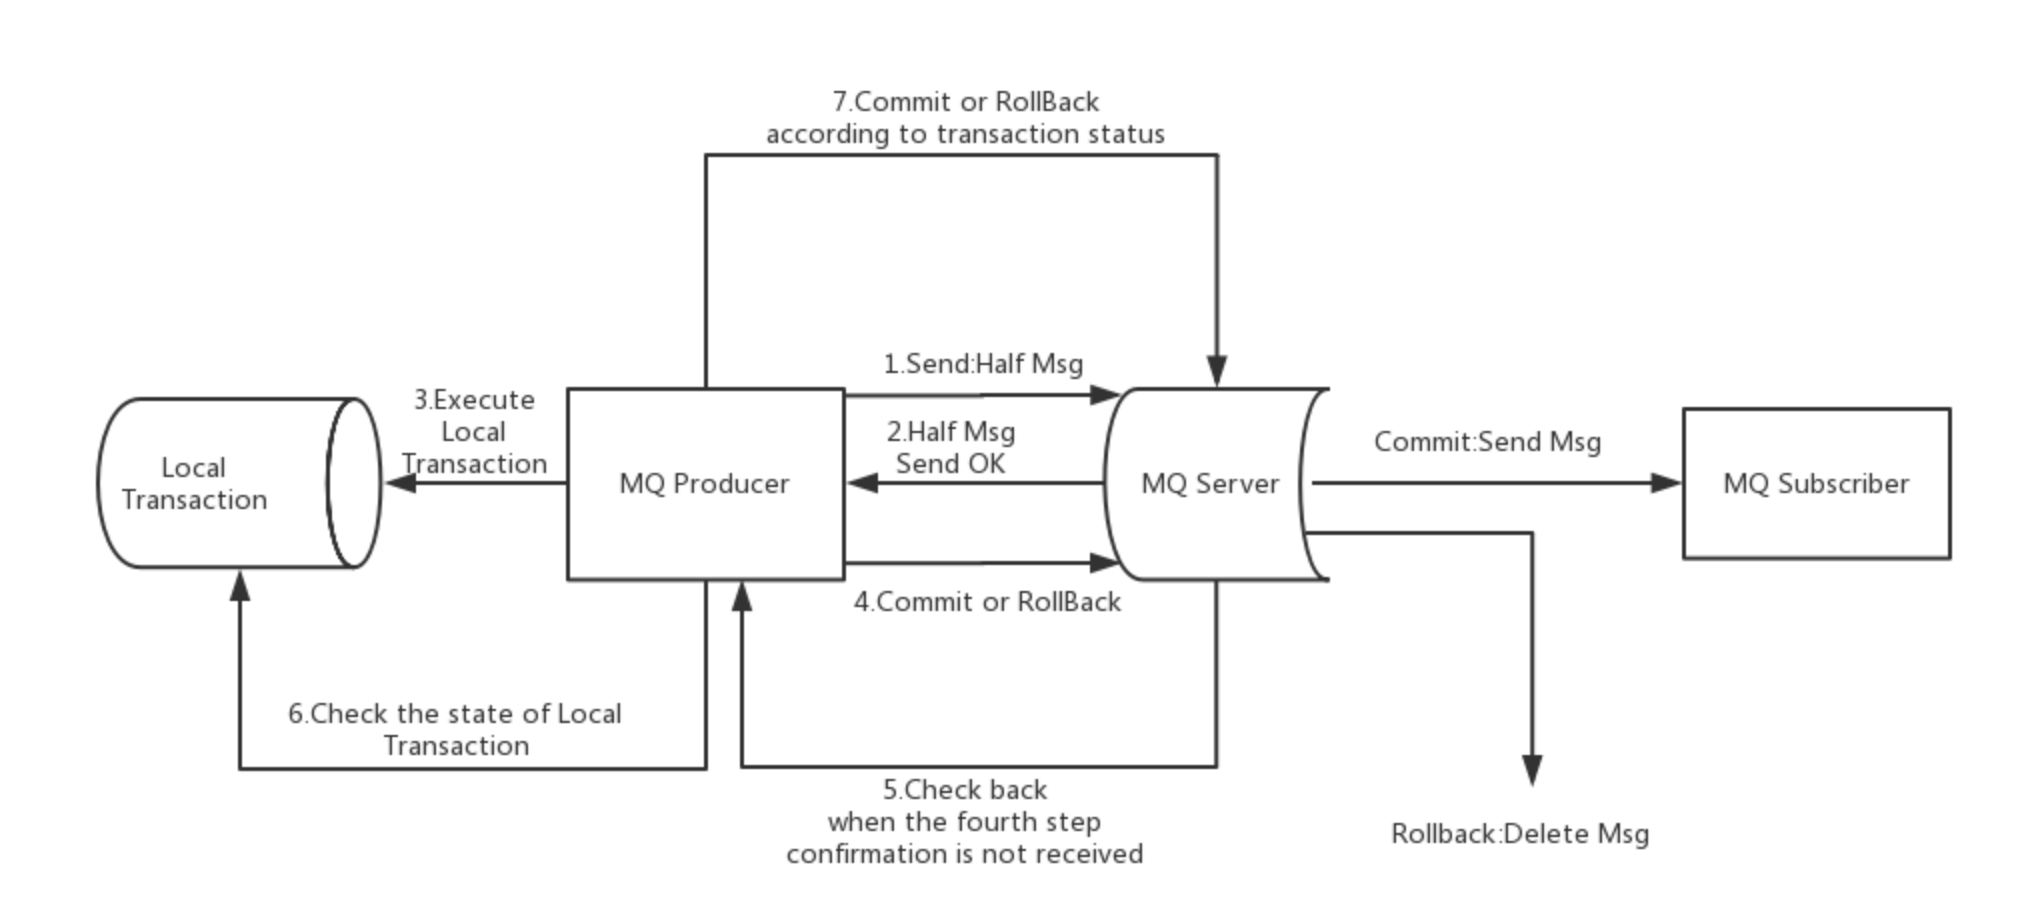 7.Commit or RollBack
according to transaction status
1.Send:Half Msg
3.Execute
Local
Transaction
2.Half Msg
Send OK
Commit:Send Msg
Local
Transaction
MQ Producer
MQ Server
MQ Subscriber
4.Commit or RollBack
6.Check the state of Local
Transaction
5.Check back
when the fourth step
confirmation is not received
Rollback:Delete Msg